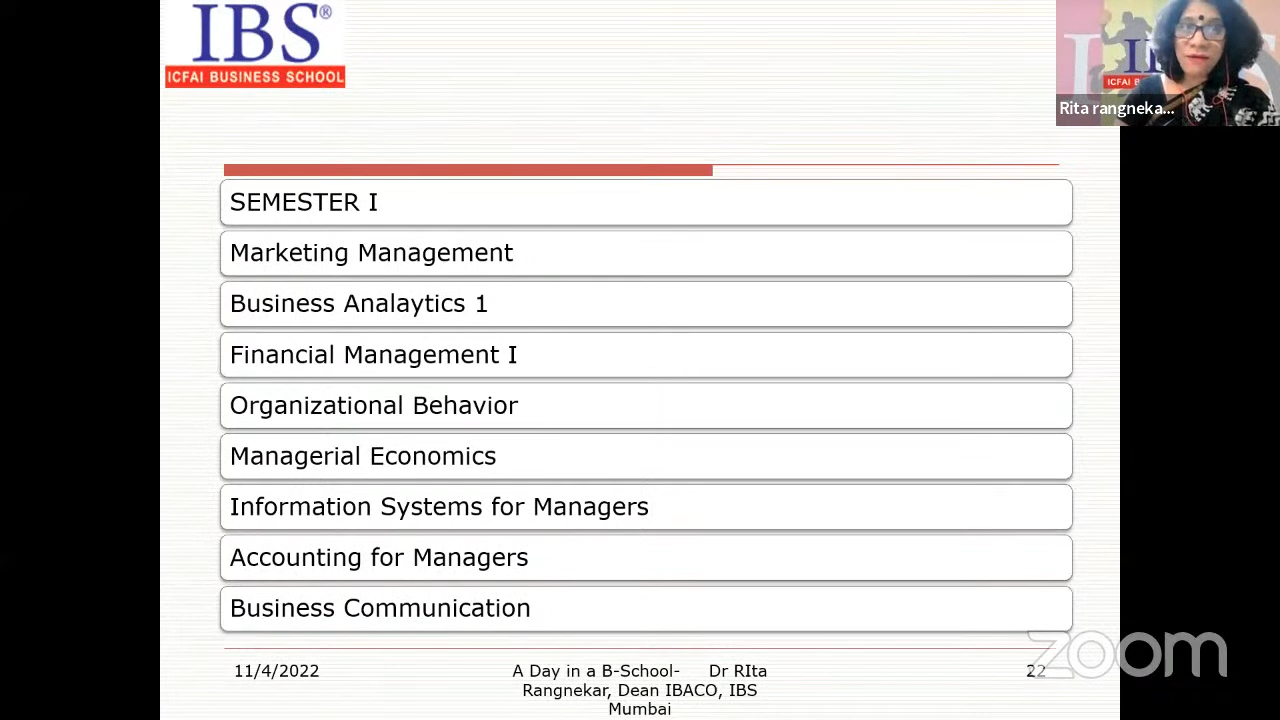 IBS®
ICFAI BUSINESS SCHOOL
Rita rangneka...
SEMESTER I
Marketing Management
Business Analaytics 1
Financial Management I
Organizational Behavior
Managerial Economics
Information Systems for Managers
Accounting for Managers
Business Communication
11/4/2022
A Day in a B-School- Dr RIta
Rangnekar, Dean IBACO, IBS
Mumbai
22
zoom